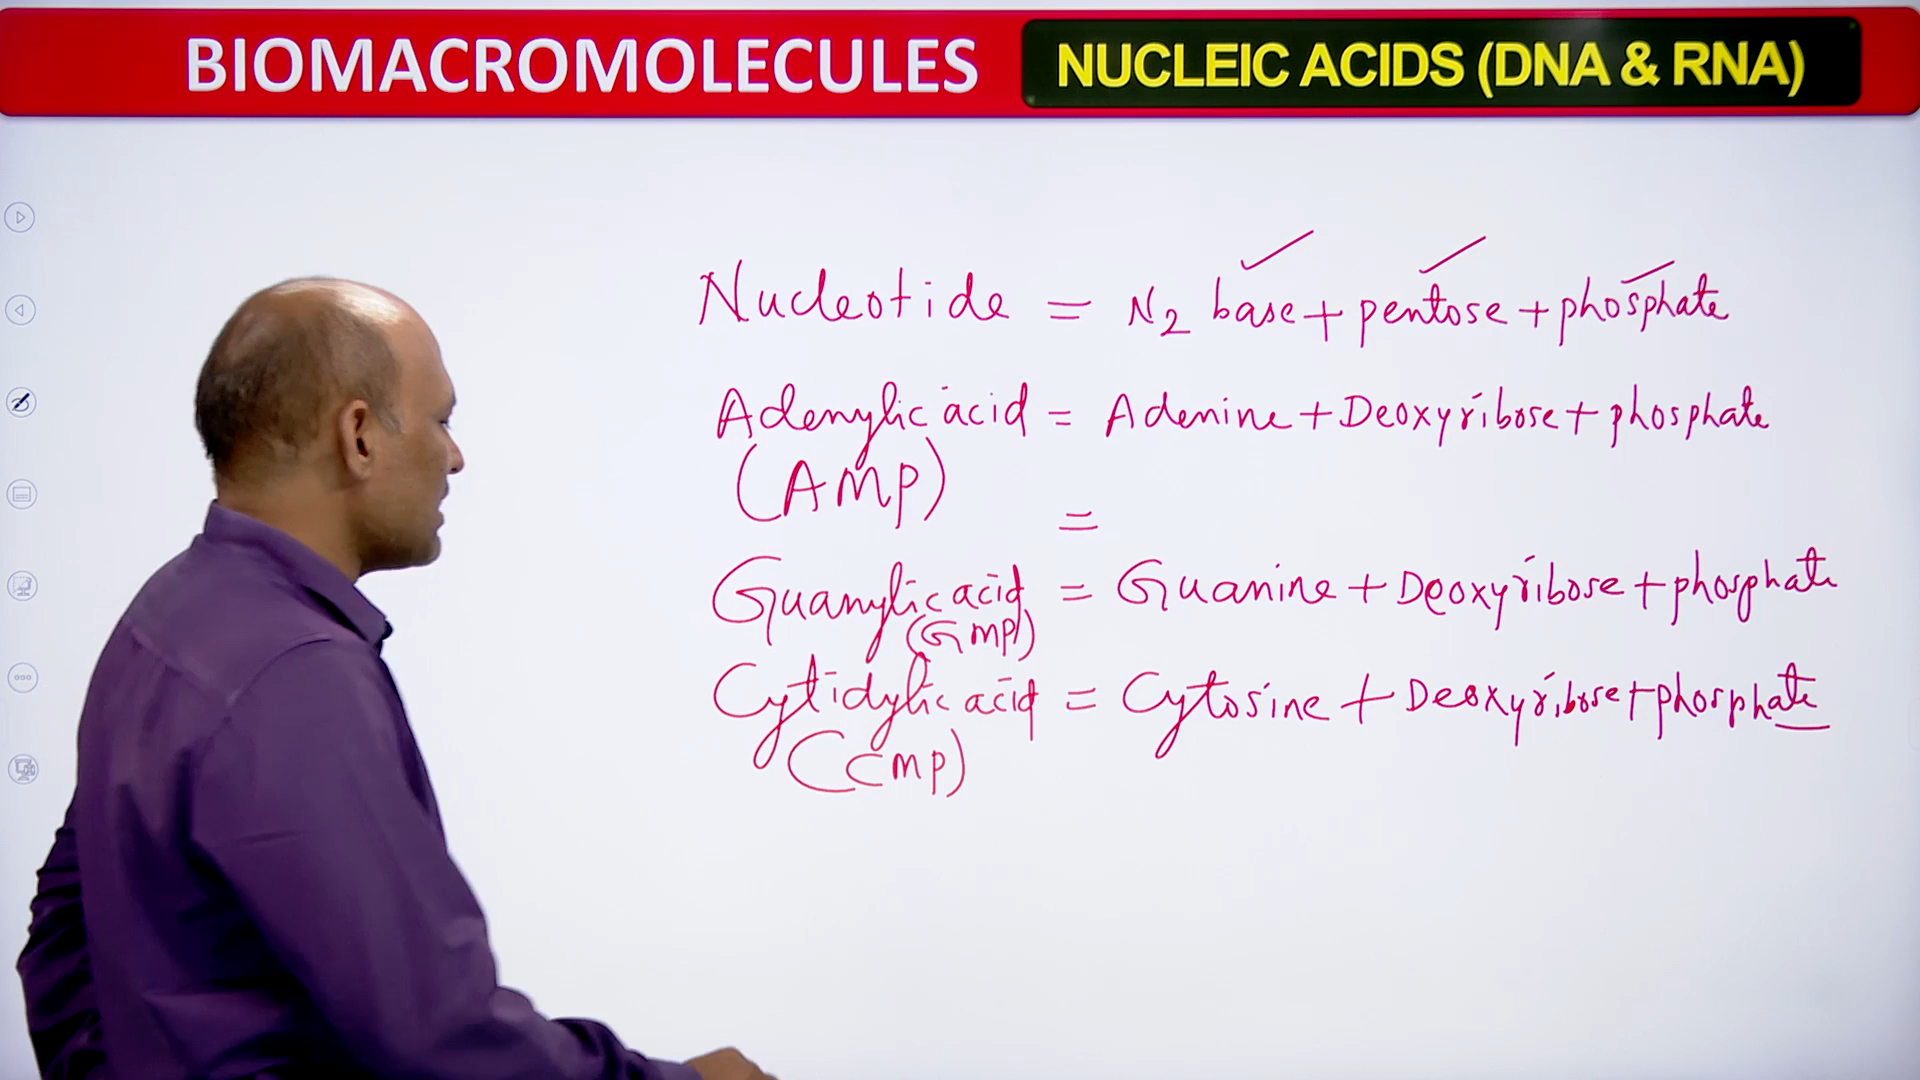 BIOMACROMOLECULES NUCLEIC ACIDS (DNA & RNA)
Nucleotide = N2 base + pentose + phosphate
Adenylic acid = Adenine + Deoxyribose + phosphate
(AMP)
=
Guanylic acid = Guanine + Deoxyribose + phosphate
(GMP)
Cytidylic acid = Cytosine + Deoxyribose + phosphate
(CMP)